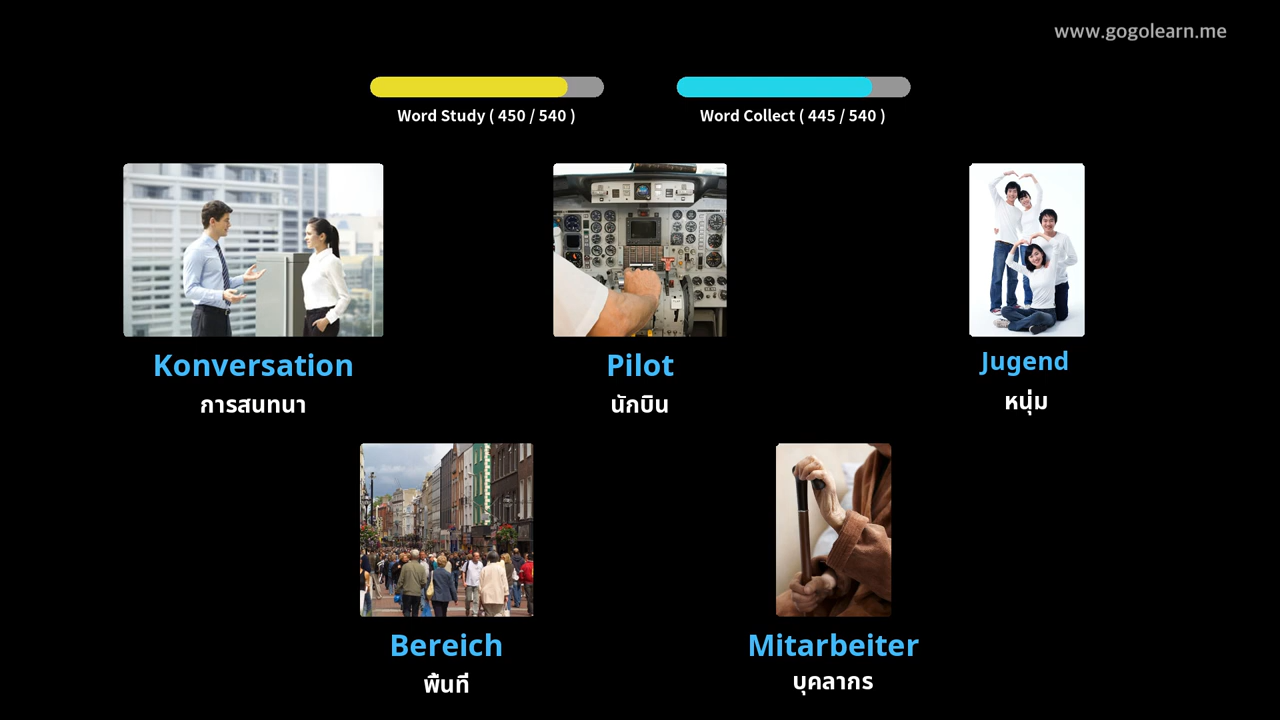 www.gogolearn.me
Word Study ( 450 / 540 )
Word Collect ( 445 / 540 )
Konversation
การสนทนา
Pilot
นักบิน
Jugend
หนุ่ม
Bereich
พื้นที่
Mitarbeiter
บุคลากร